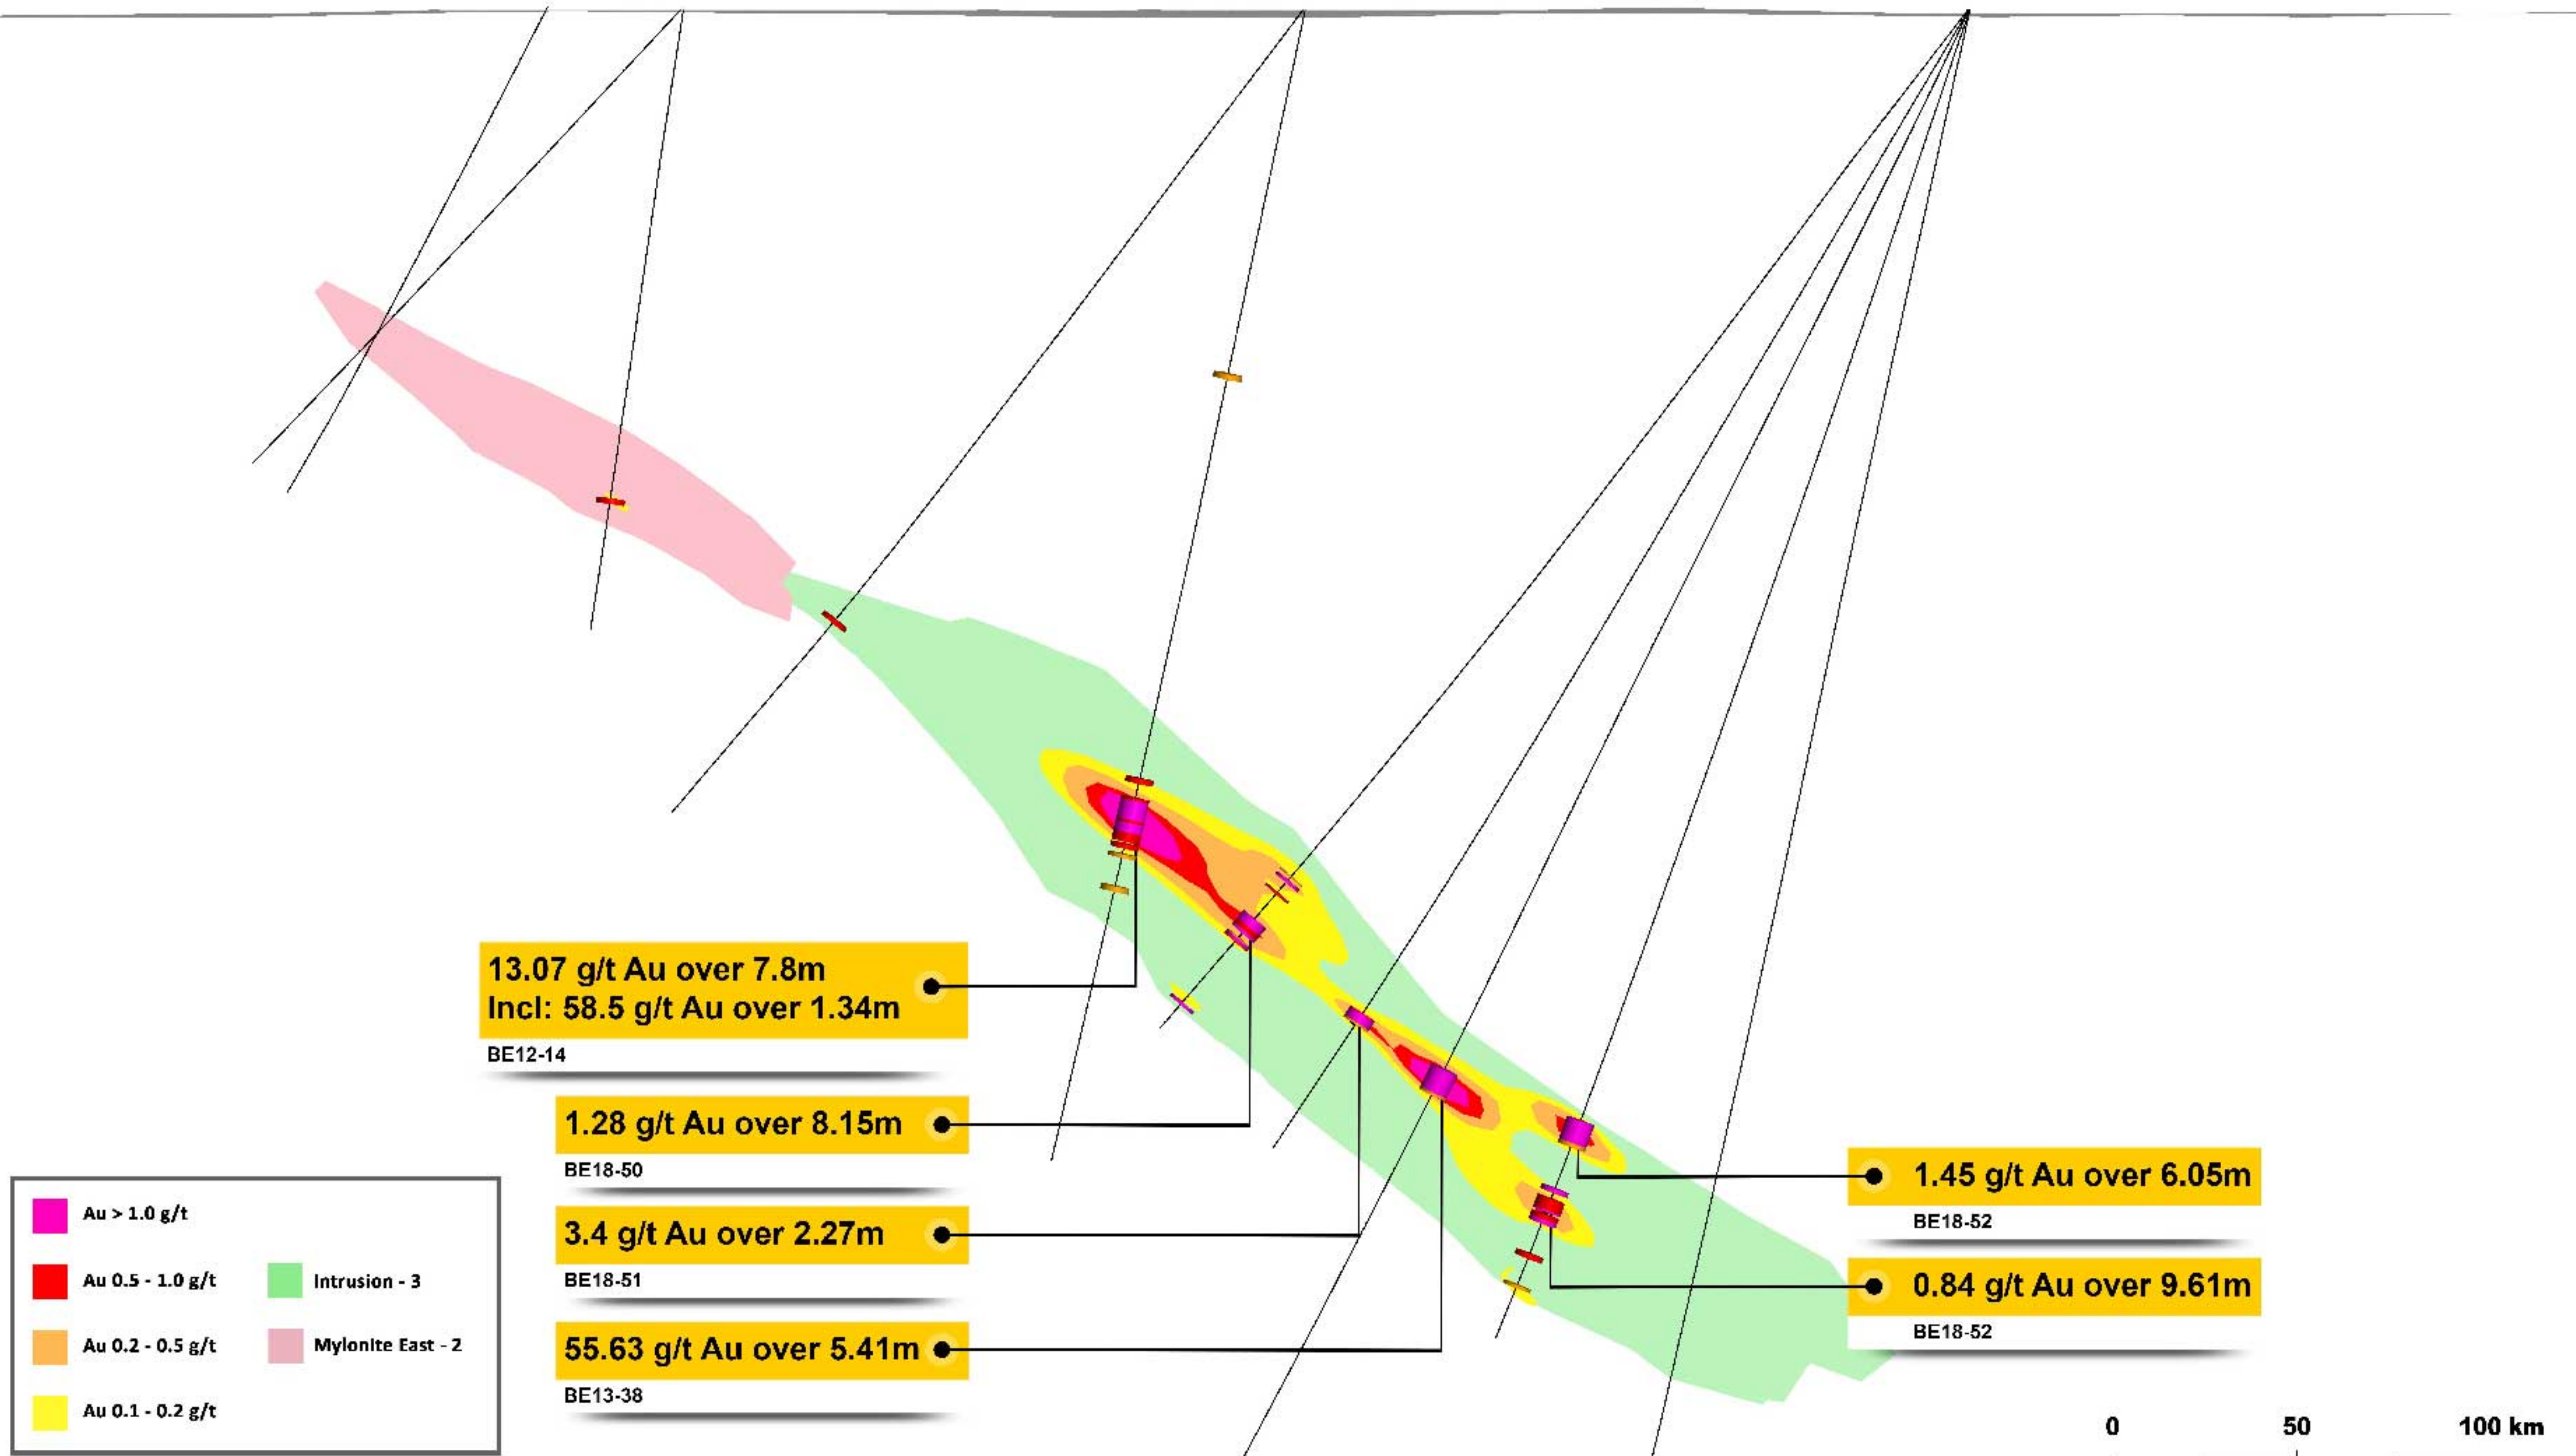 13.07 g/t Au over 7.8m
Incl: 58.5 g/t Au over 1.34m
BE12-14
1.28 g/t Au over 8.15m
BE18-50
3.4 g/t Au over 2.27m
BE18-51
55.63 g/t Au over 5.41m
BE13-38
1.45 g/t Au over 6.05m
BE18-52
0.84 g/t Au over 9.61m
BE18-52
Au > 1.0 g/t
Au 0.5 - 1.0 g/t
Au 0.2 - 0.5 g/t
Au 0.1 - 0.2 g/t
Intrusion - 3
Mylonite East - 2
0 50 100 km